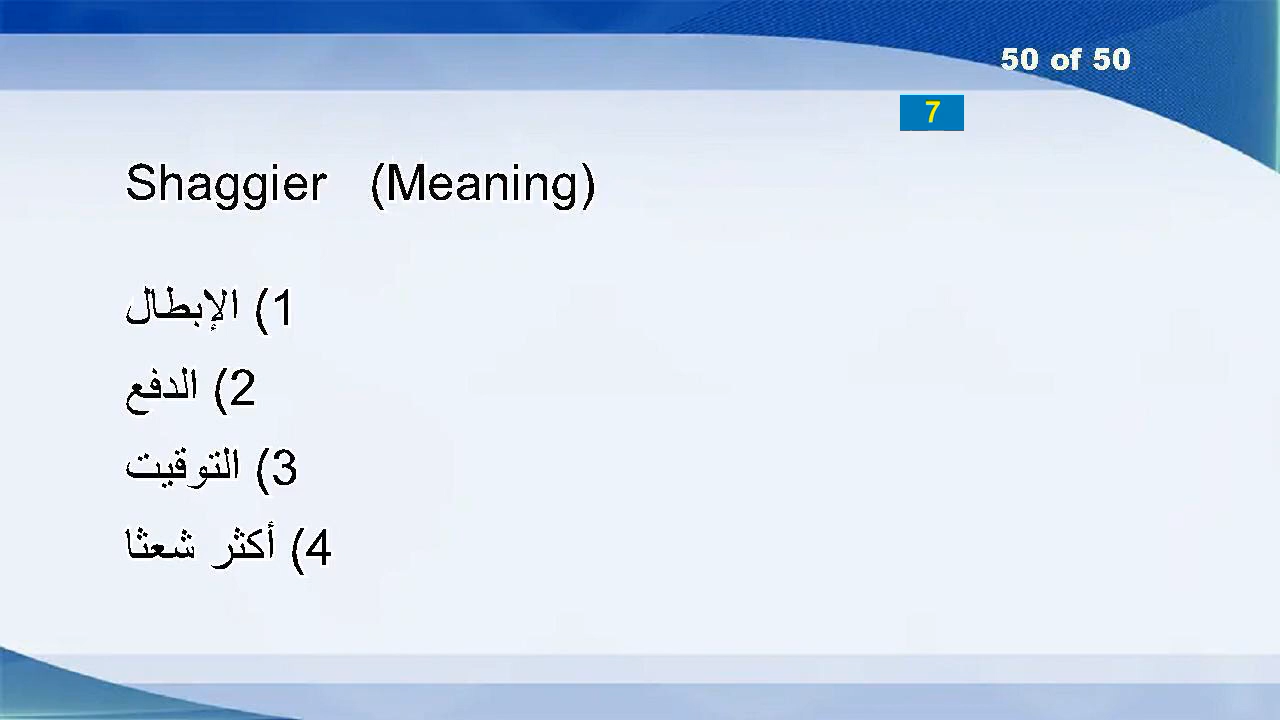 50 of 50
7
Shaggier (Meaning)
1) الإبطال
2) الدفع
3) التوقيت
4) أكثر شعثا